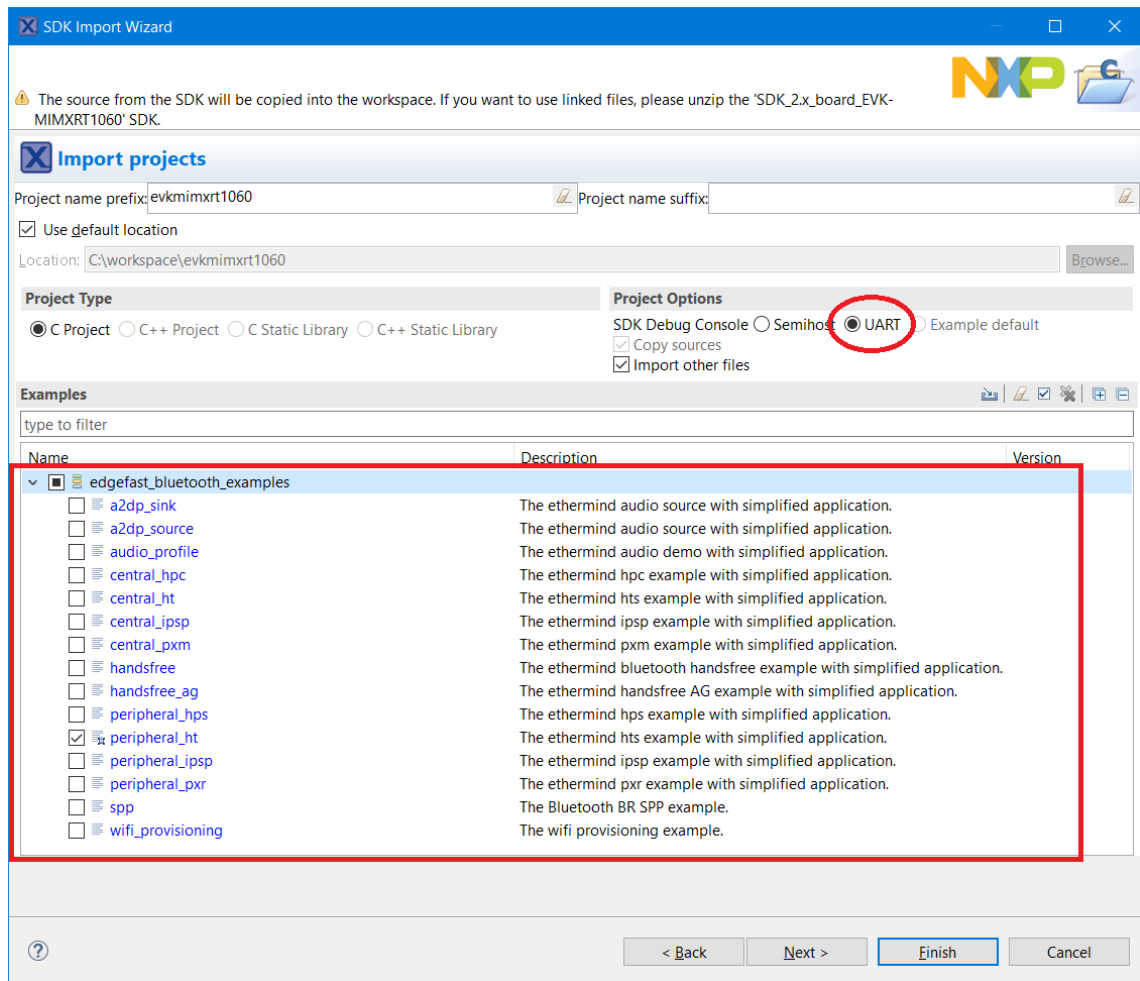 SDK Import Wizard
NXP
The source from the SDK will be copied into the workspace. If you want to use linked files, please unzip the 'SDK_2.x_board_EVK-
MIMXRT1060' SDK.
Import projects
Project name prefix: evkmimxrt1060 Project name suffix:
Use default location
Location: C:\workspace\evkmimxrt1060 Browse...
Project Type Project Options
C Project C++ Project C Static Library C++ Static Library SDK Debug Console Semihost UART Example default
Copy sources
Import other files
Examples
type to filter
Name Description Version
edgefast_bluetooth_examples
a2dp_sink The ethermind audio source with simplified application.
a2dp_source The ethermind audio source with simplified application.
audio_profile The ethermind audio demo with simplified application.
central_hpc The ethermind hpc example with simplified application.
central_ht The ethermind hts example with simplified application.
central_ipsp The ethermind ipsp example with simplified application.
central_pxm The ethermind pxm example with simplified application.
handsfree The ethermind bluetooth handsfree example with simplified application.
handsfree_ag The ethermind handsfree AG example with simplified application.
peripheral_hps The ethermind hps example with simplified application.
peripheral_ht The ethermind hts example with simplified application.
peripheral_ipsp The ethermind ipsp example with simplified application.
peripheral_pxr The ethermind pxr example with simplified application.
spp The Bluetooth BR SPP example.
wifi_provisioning The wifi provisioning example.
? < Back Next > Finish Cancel